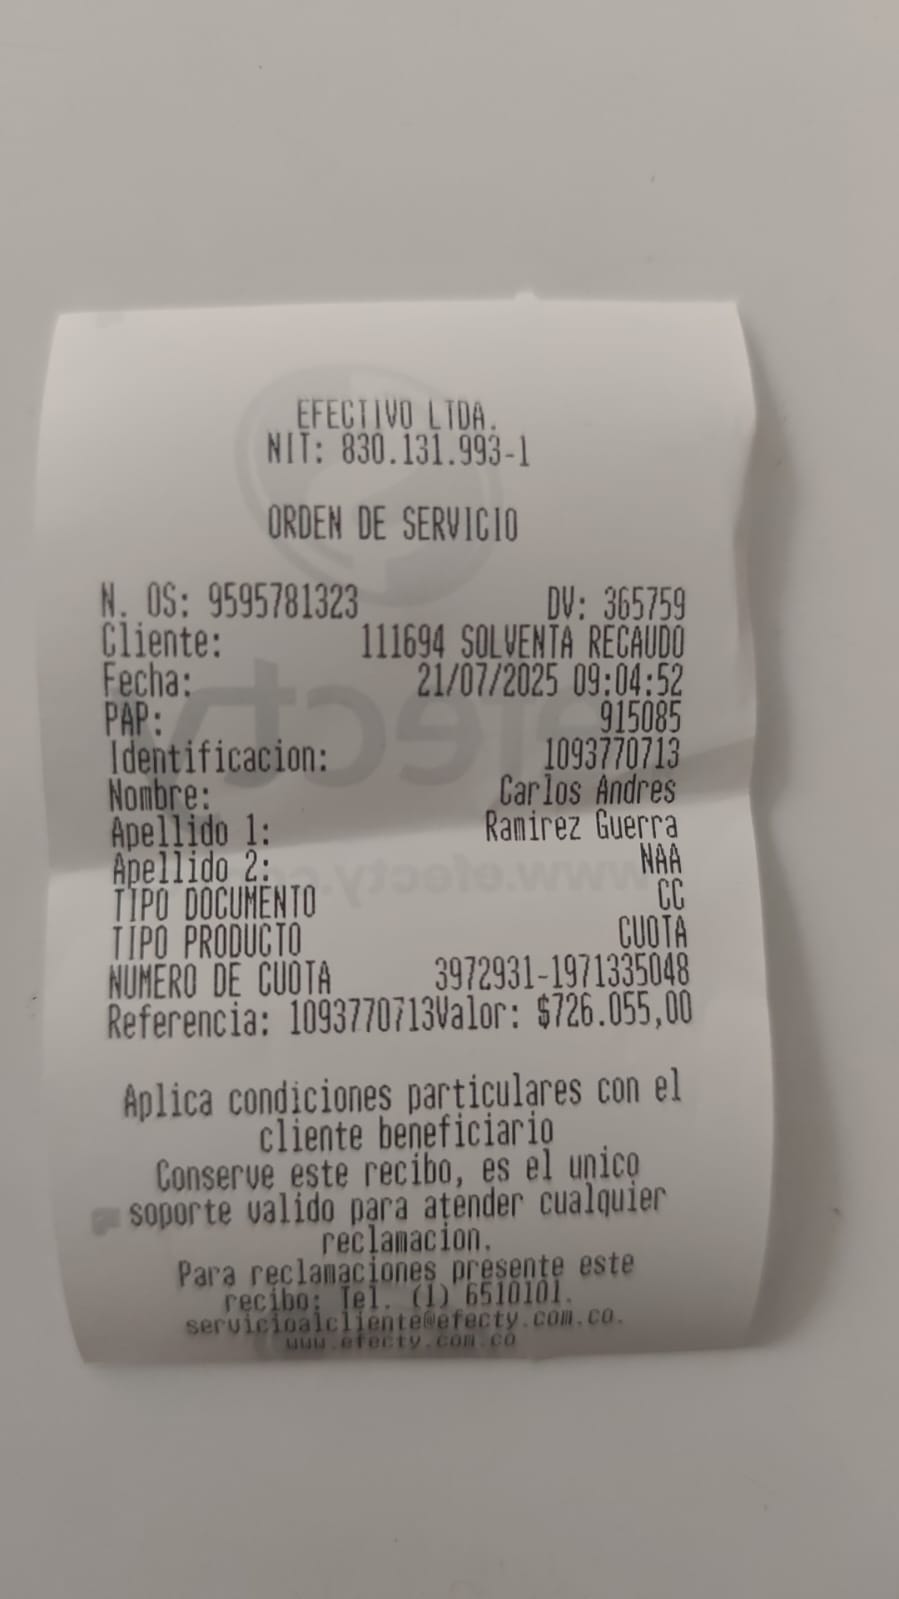 EFECTIVO LTDA.
NIT: 830.131.993-1
ORDEN DE SERVICIO
N. OS: 9595781323 DV: 365759
Cliente: 111694 SOLVENTA RECAUDO
Fecha: 21/07/2025 09:04:52
PAP: 915085
Identificacion: 1093770713
Nombre: Carlos Andres
Apellido 1: Ramirez Guerra
Apellido 2: NAA
TIPO DOCUMENTO CC
TIPO PRODUCTO CUOTA
NUMERO DE CUOTA 3972931-1971335048
Referencia: 1093770713Valor: $726.055,00
Aplica condiciones particulares con el
cliente beneficiario
Conserve este recibo, es el unico
soporte valido para atender cualquier
reclamacion.
Para reclamaciones presente este
recibo: Tel. (1) 6510101.
servicioalcliente@efecty.com.co.
www.efecty.com.co
efecty
www.efecty.co